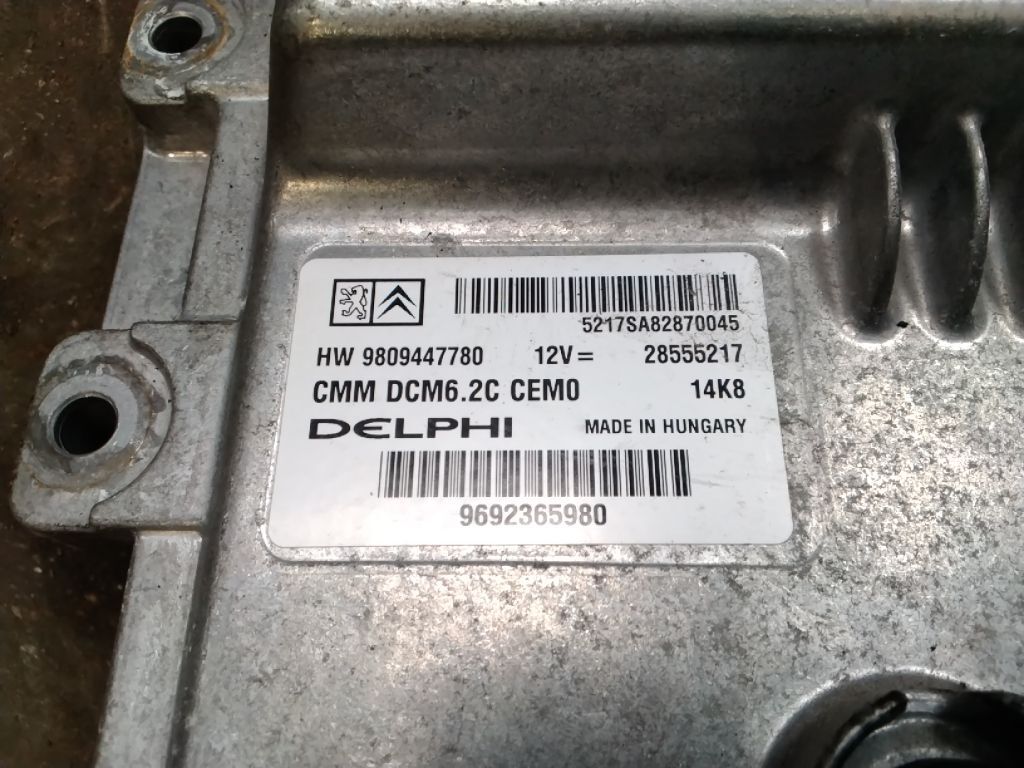 5217SA82870045
HW 9809447780 12V= 28555217
CMM DCM6.2C CEM0 14K8
DELPHI MADE IN HUNGARY
9692365980